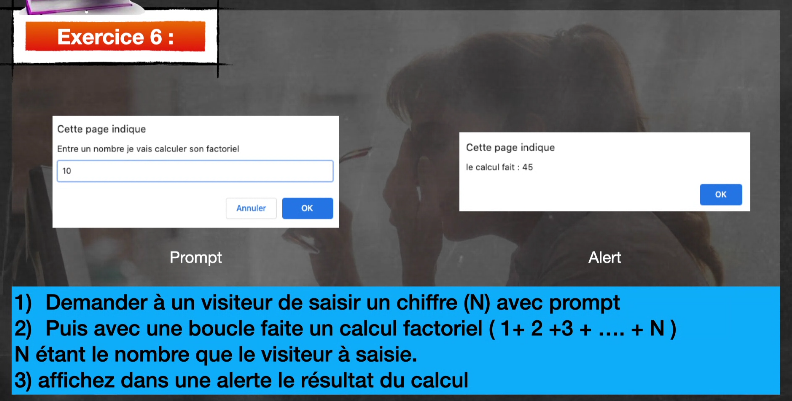 Exercice 6 :
Cette page indique
Entre un nombre je vais calculer son factoriel
10
Annuler OK
Prompt
Cette page indique
le calcul fait : 45
OK
Alert
1) Demander à un visiteur de saisir un chiffre (N) avec prompt
2) Puis avec une boucle faite un calcul factoriel ( 1+ 2 +3 + …. + N )
N étant le nombre que le visiteur à saisie.
3) affichez dans une alerte le résultat du calcul